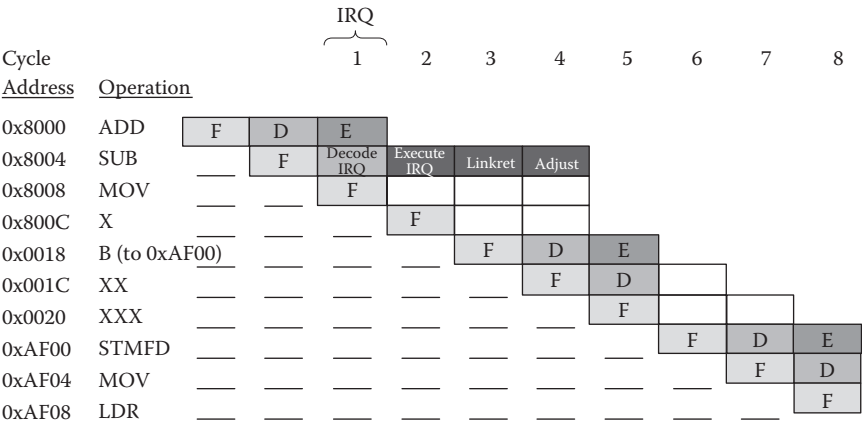 IRQ
Cycle 1 2 3 4 5 6 7 8
Address Operation
0x8000 ADD F D E
0x8004 SUB F Decode IRQ Execute IRQ Linkret Adjust
0x8008 MOV F
0x800C X F
0x0018 B (to 0xAF00) F D E
0x001C XX F D
0x0020 XXX F
0xAF00 STMFD F D E
0xAF04 MOV F D
0xAF08 LDR F